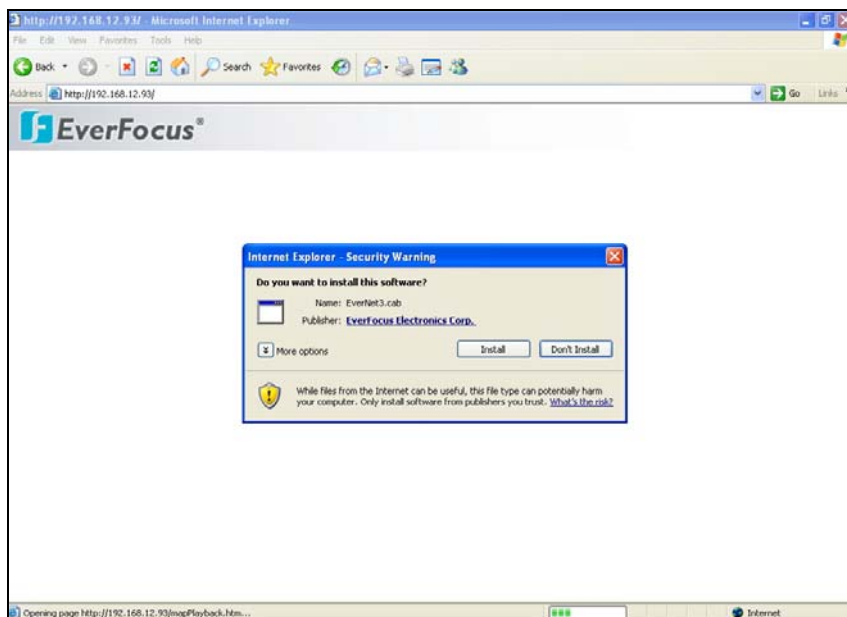 http://192.168.12.93/ - Microsoft Internet Explorer
File Edit View Favorites Tools Help
Back Search Favorites
Address http://192.168.12.93/ Go Links
EverFocus®
Internet Explorer - Security Warning
Do you want to install this software?
Name: EverNet3.cab
Publisher: EverFocus Electronics Corp.
More options Install Don't Install
While files from the Internet can be useful, this file type can potentially harm
your computer. Only install software from publishers you trust. What's the risk?
Opening page http://192.168.12.93/mapPlayback.htm... Internet